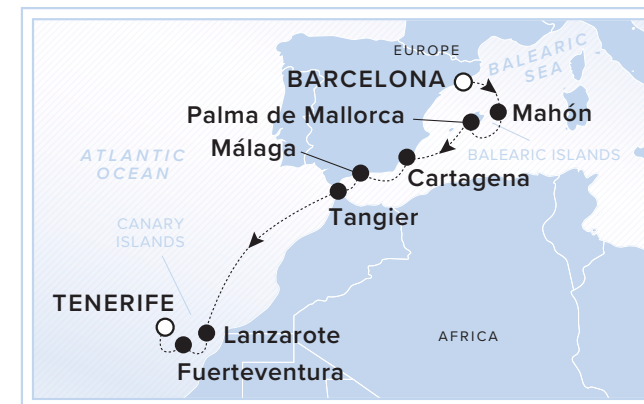 EUROPE
BALEARIC
SEA
BARCELONA
Palma de Mallorca
Mahón
Málaga
BALEARIC ISLANDS
ATLANTIC
OCEAN
Cartagena
Tangier
CANARY
ISLANDS
TENERIFE
Lanzarote
AFRICA
Fuerteventura